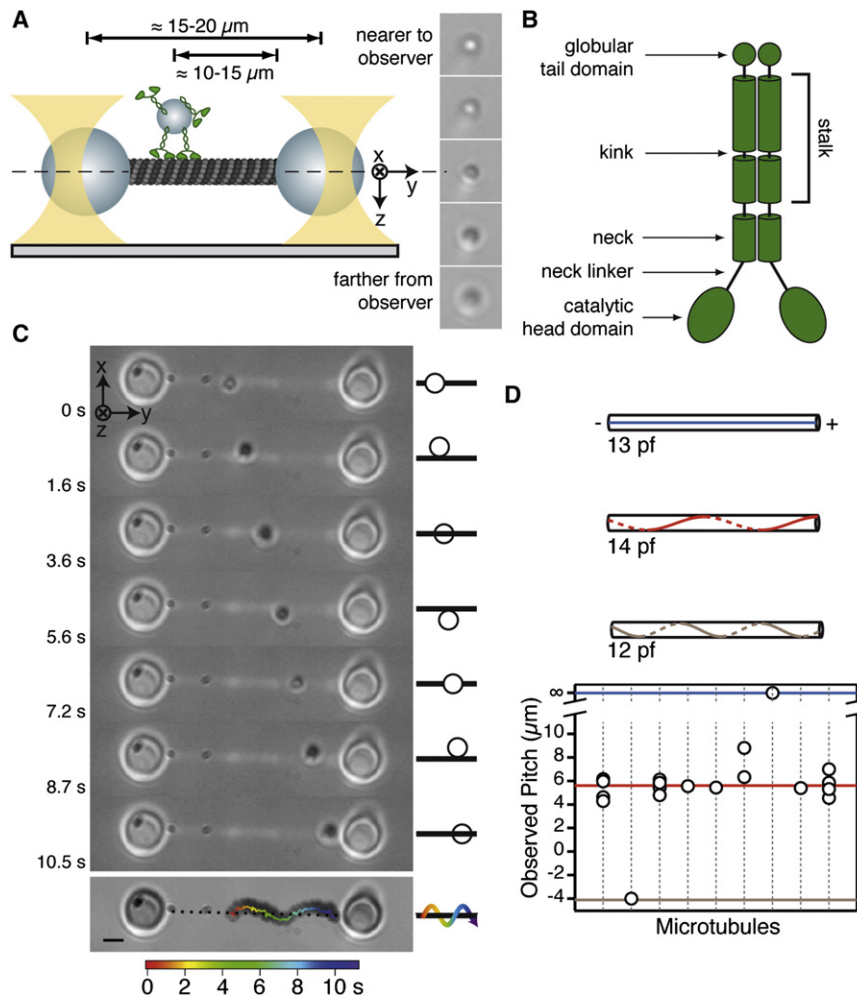 A
≈ 15-20 μm
≈ 10-15 μm
x
y
z
nearer to
observer
farther from
observer
B
globular
tail domain
kink
stalk
neck
neck linker
catalytic
head domain
C
x
y
z
0 s
1.6 s
3.6 s
5.6 s
7.2 s
8.7 s
10.5 s
0 2 4 6 8 10 s
D
- +
13 pf
14 pf
12 pf
Observed Pitch (μm)
∞
10
8
6
4
2
0
-2
-4
Microtubules